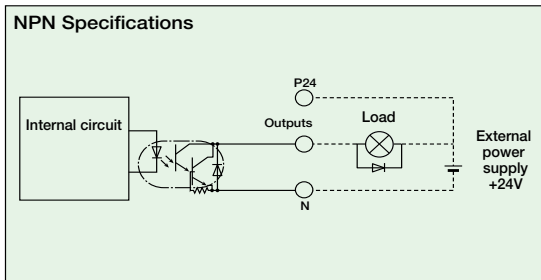 NPN Specifications
P24
Internal circuit
Outputs
Load
External
power
supply
+24V
N